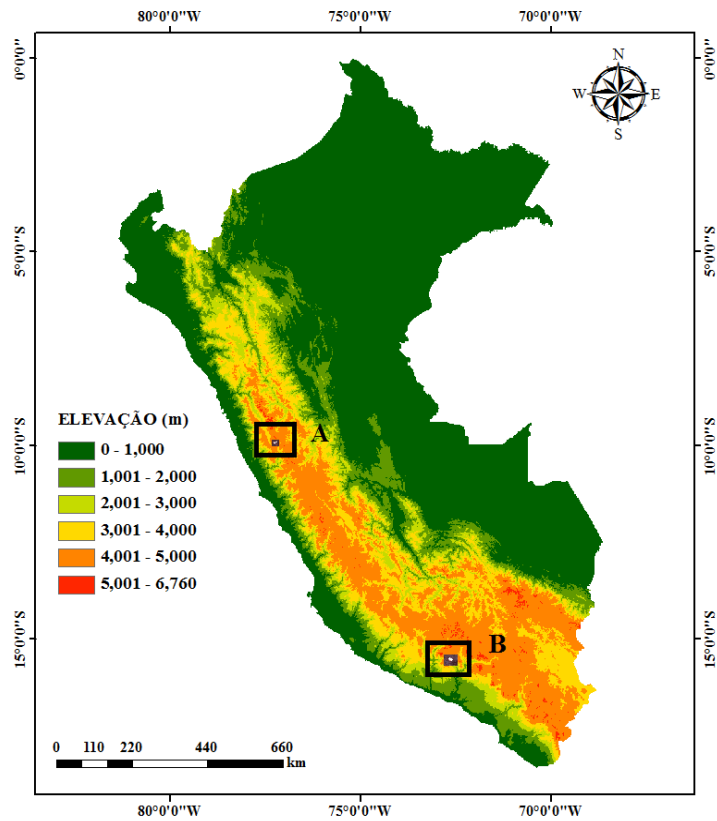 80°0'0"W 75°0'0"W 70°0'0"W
0°0'0"
0°0'0"
N
W E
S
5°0'0"S
5°0'0"S
ELEVAÇÃO (m)
0 - 1,000
1,001 - 2,000
2,001 - 3,000
3,001 - 4,000
4,001 - 5,000
5,001 - 6,760
A
10°0'0"S
10°0'0"S
B
15°0'0"S
15°0'0"S
0 110 220 440 660
km
80°0'0"W 75°0'0"W 70°0'0"W